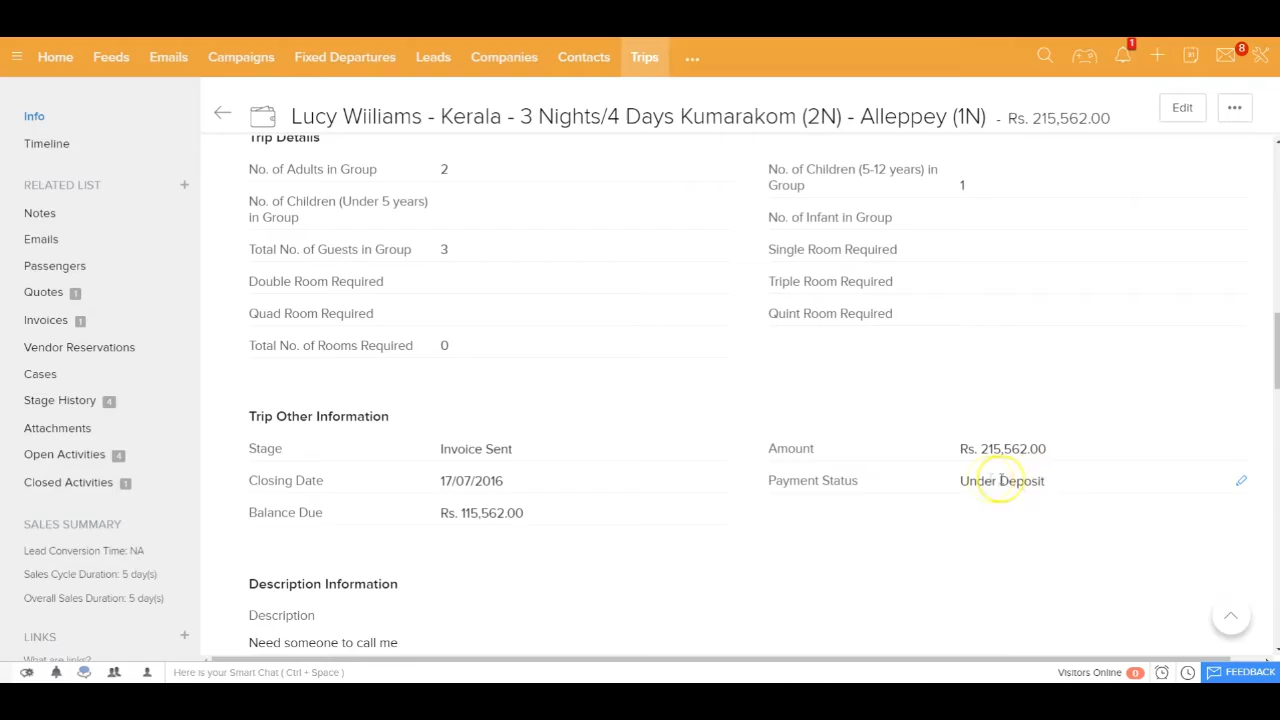 Home Feeds Emails Campaigns Fixed Departures Leads Companies Contacts Trips ... 1 31 8
Info
Timeline
RELATED LIST +
Notes
Emails
Passengers
Quotes 1
Invoices 1
Vendor Reservations
Cases
Stage History 4
Attachments
Open Activities 4
Closed Activities 1
SALES SUMMARY
Lead Conversion Time: NA
Sales Cycle Duration: 5 day(s)
Overall Sales Duration: 5 day(s)
LINKS +
What are links?
Lucy Wiiliams - Kerala - 3 Nights/4 Days Kumarakom (2N) - Alleppey (1N) - Rs. 215,562.00 Edit ...
Trip Details
No. of Adults in Group 2
No. of Children (5-12 years) in
Group 1
No. of Children (Under 5 years)
in Group
No. of Infant in Group
Total No. of Guests in Group 3
Single Room Required
Double Room Required
Triple Room Required
Quad Room Required
Quint Room Required
Total No. of Rooms Required 0
Trip Other Information
Stage Invoice Sent
Amount Rs. 215,562.00
Closing Date 17/07/2016
Payment Status Under Deposit
Balance Due Rs. 115,562.00
Description Information
Description
Need someone to call me
Here is your Smart Chat ( Ctrl + Space )
Visitors Online 0
FEEDBACK